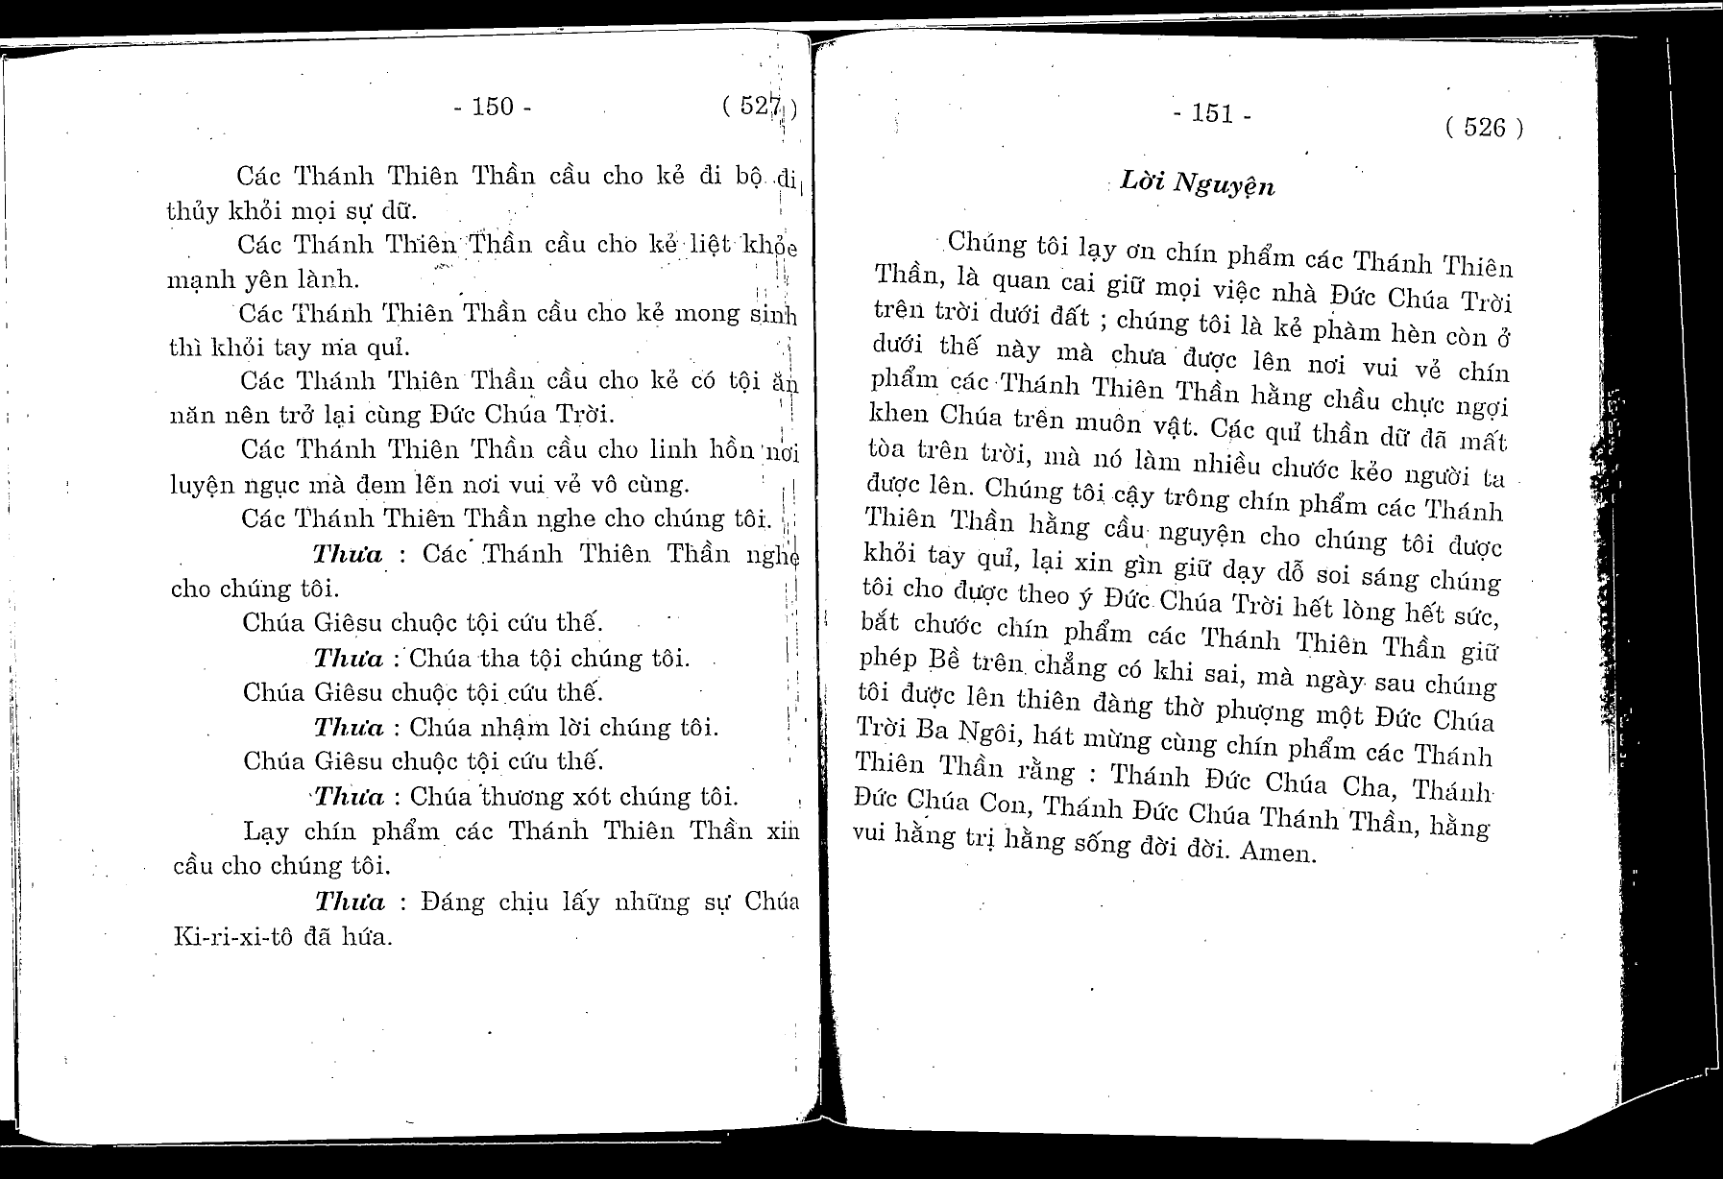 - 150 -
( 527 )
Các Thánh Thiên Thần cầu cho kẻ đi bộ đi
thủy khỏi mọi sự dữ.
Các Thánh Thiên Thần cầu cho kẻ liệt khỏe
mạnh yên lành.
Các Thánh Thiên Thần cầu cho kẻ mong sinh
thì khỏi tay ma quỉ.
Các Thánh Thiên Thần cầu cho kẻ có tội ăn
năn nên trở lại cùng Đức Chúa Trời.
Các Thánh Thiên Thần cầu cho linh hồn nơi
luyện ngục mà đem lên nơi vui vẻ vô cùng.
Các Thánh Thiên Thần nghe cho chúng tôi.
Thưa : Các Thánh Thiên Thần nghe
cho chúng tôi.
Chúa Giêsu chuộc tội cứu thế.
Thưa : Chúa tha tội chúng tôi.
Chúa Giêsu chuộc tội cứu thế.
Thưa : Chúa nhậm lời chúng tôi.
Chúa Giêsu chuộc tội cứu thế.
Thưa : Chúa thương xót chúng tôi.
Lạy chín phẩm các Thánh Thiên Thần xin
cầu cho chúng tôi.
Thưa : Đáng chịu lấy những sự Chúa
Ki-ri-xi-tô đã hứa.
- 151 -
( 526 )
Lời Nguyện
Chúng tôi lạy ơn chín phẩm các Thánh Thiên
Thần, là quan cai giữ mọi việc nhà Đức Chúa Trời
trên trời dưới đất ; chúng tôi là kẻ phàm hèn còn ở
dưới thế này mà chưa được lên nơi vui vẻ chín
phẩm các Thánh Thiên Thần hằng chầu chực ngợi
khen Chúa trên muôn vật. Các quỉ thần dữ đã mất
tòa trên trời, mà nó làm nhiều chước kẻo người ta
được lên. Chúng tôi cậy trông chín phẩm các Thánh
Thiên Thần hằng cầu nguyện cho chúng tôi được
khỏi tay quỉ, lại xin gìn giữ dạy dỗ soi sáng chúng
tôi cho được theo ý Đức Chúa Trời hết lòng hết sức,
bắt chước chín phẩm các Thánh Thiên Thần giữ
phép Bề trên chẳng có khi sai, mà ngày sau chúng
tôi được lên thiên đàng thờ phượng một Đức Chúa
Trời Ba Ngôi, hát mừng cùng chín phẩm các Thánh
Thiên Thần rằng : Thánh Đức Chúa Cha, Thánh
Đức Chúa Con, Thánh Đức Chúa Thánh Thần, hằng
vui hằng trị hằng sống đời đời. Amen.